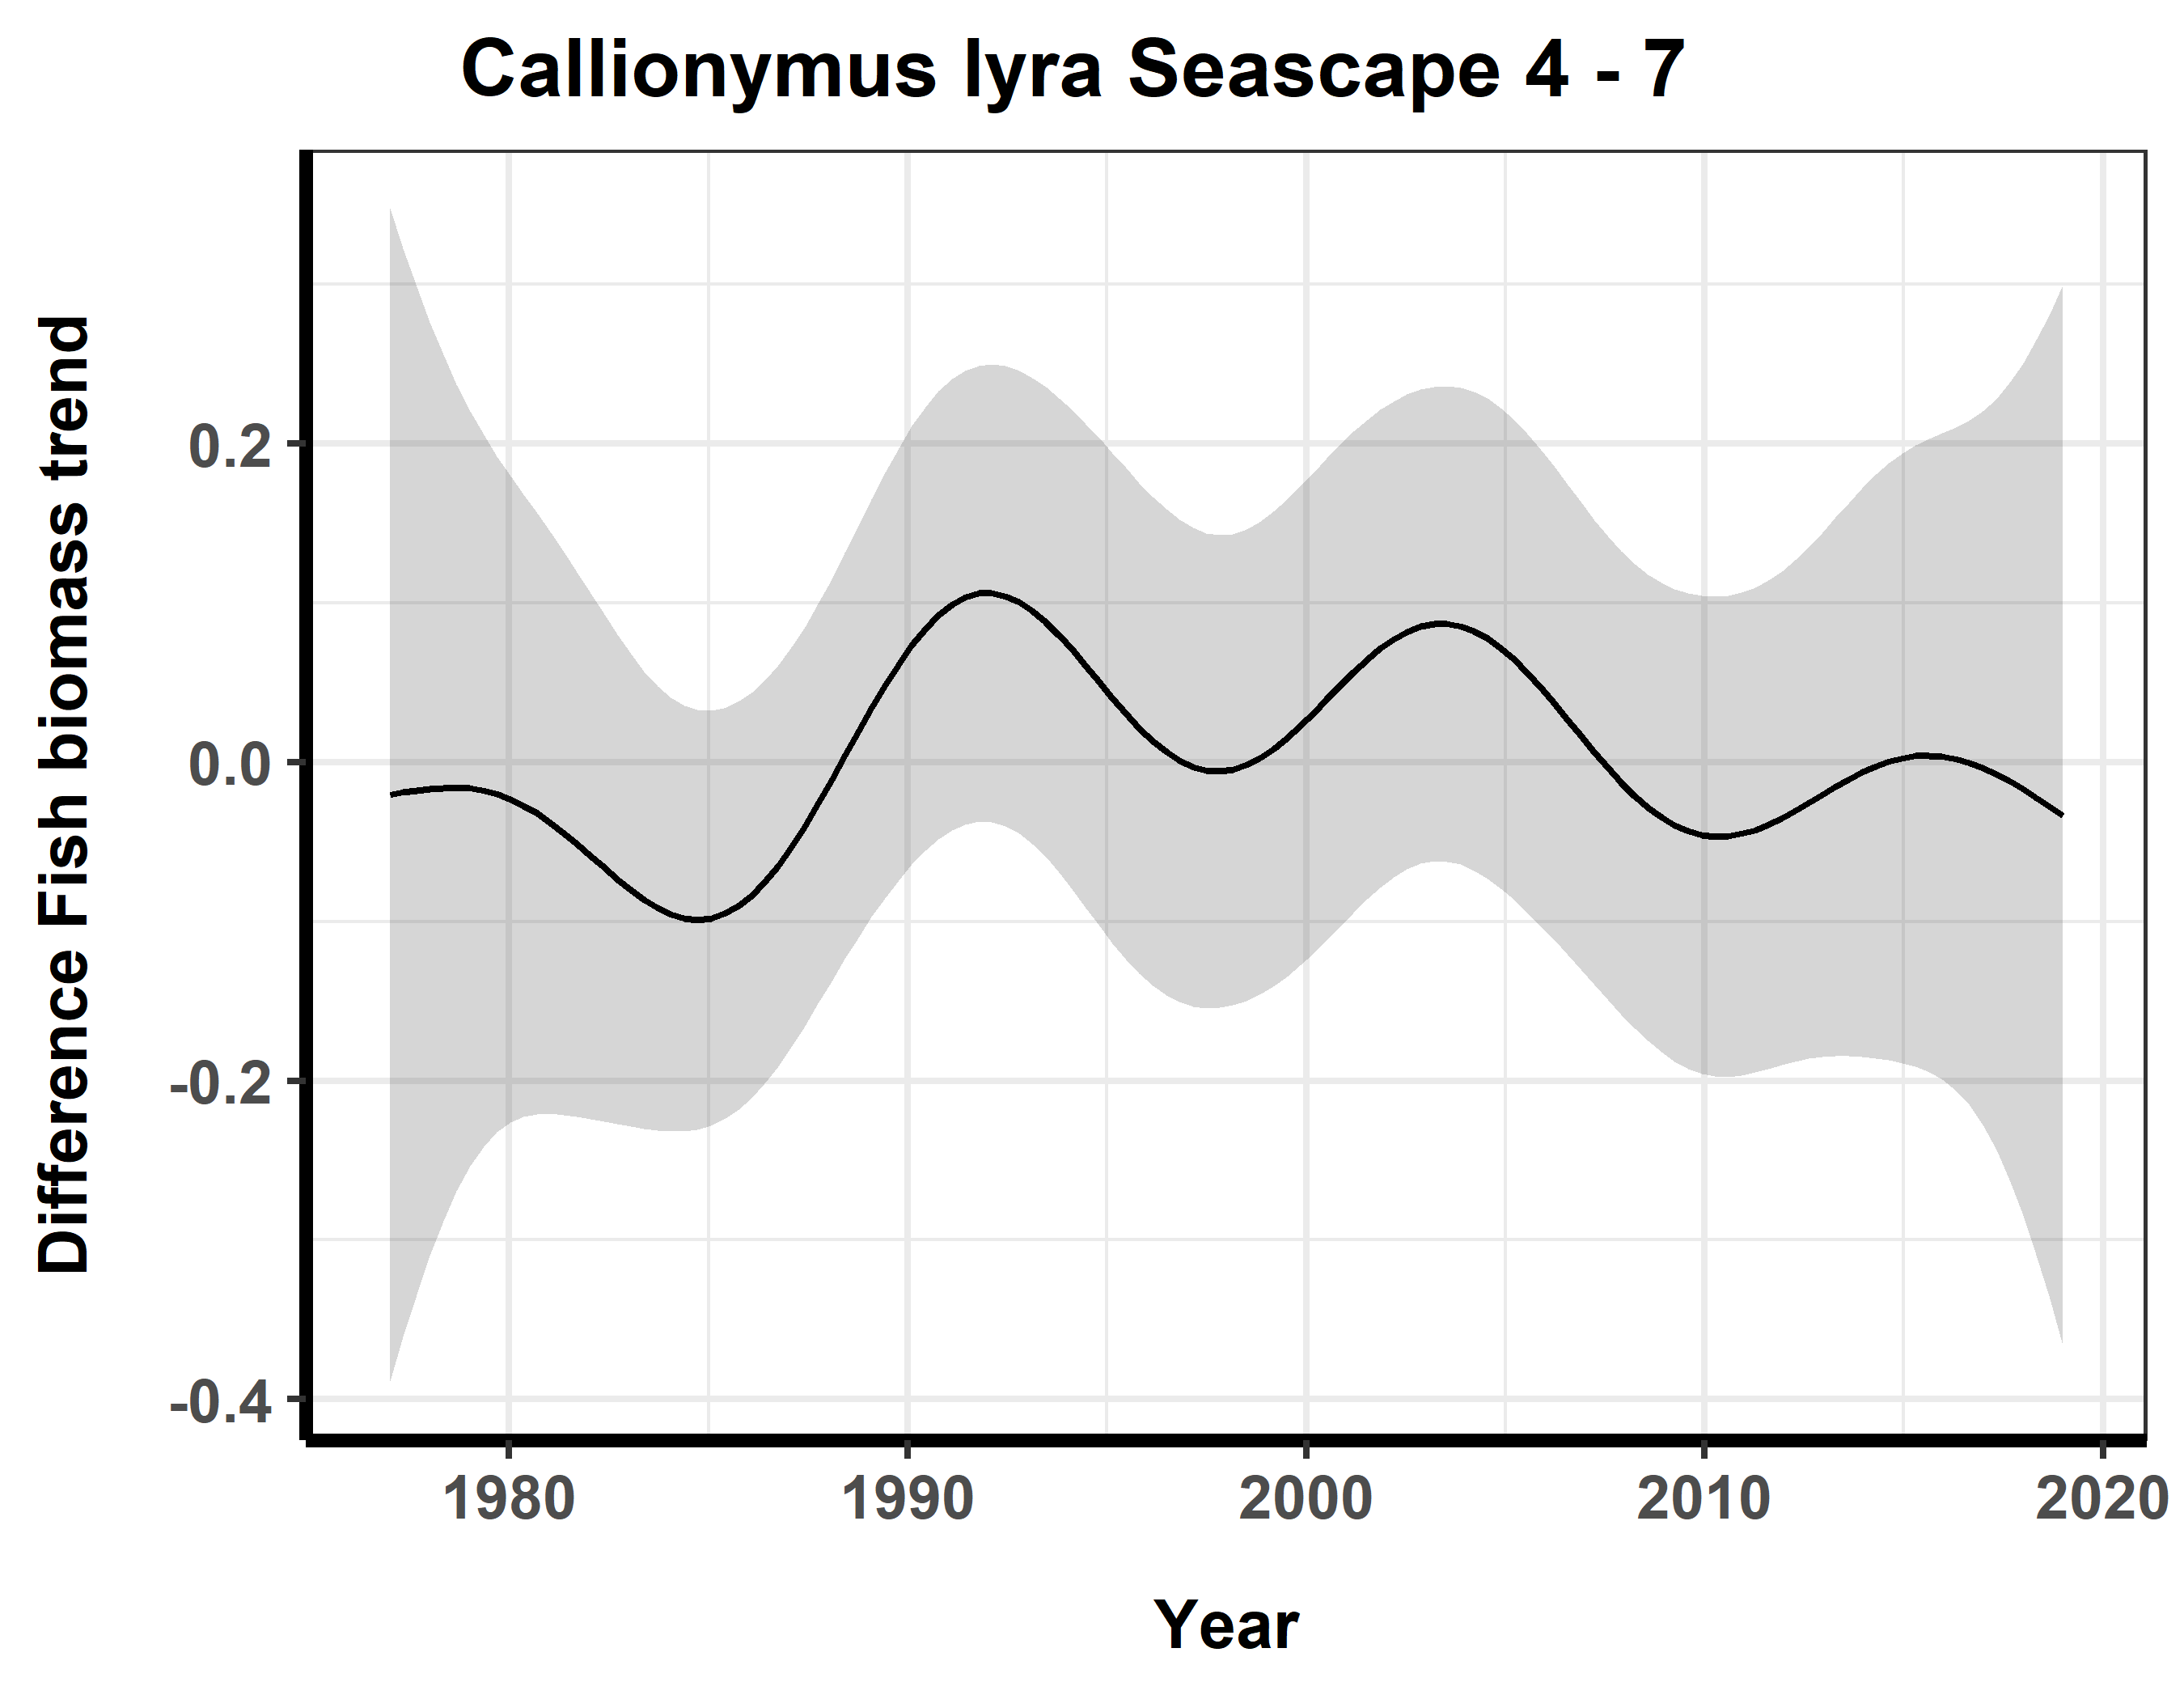 Callionymus lyra Seascape 4 - 7
Difference Fish biomass trend
0.2
0.0
-0.2
-0.4
1980 1990 2000 2010 2020
Year